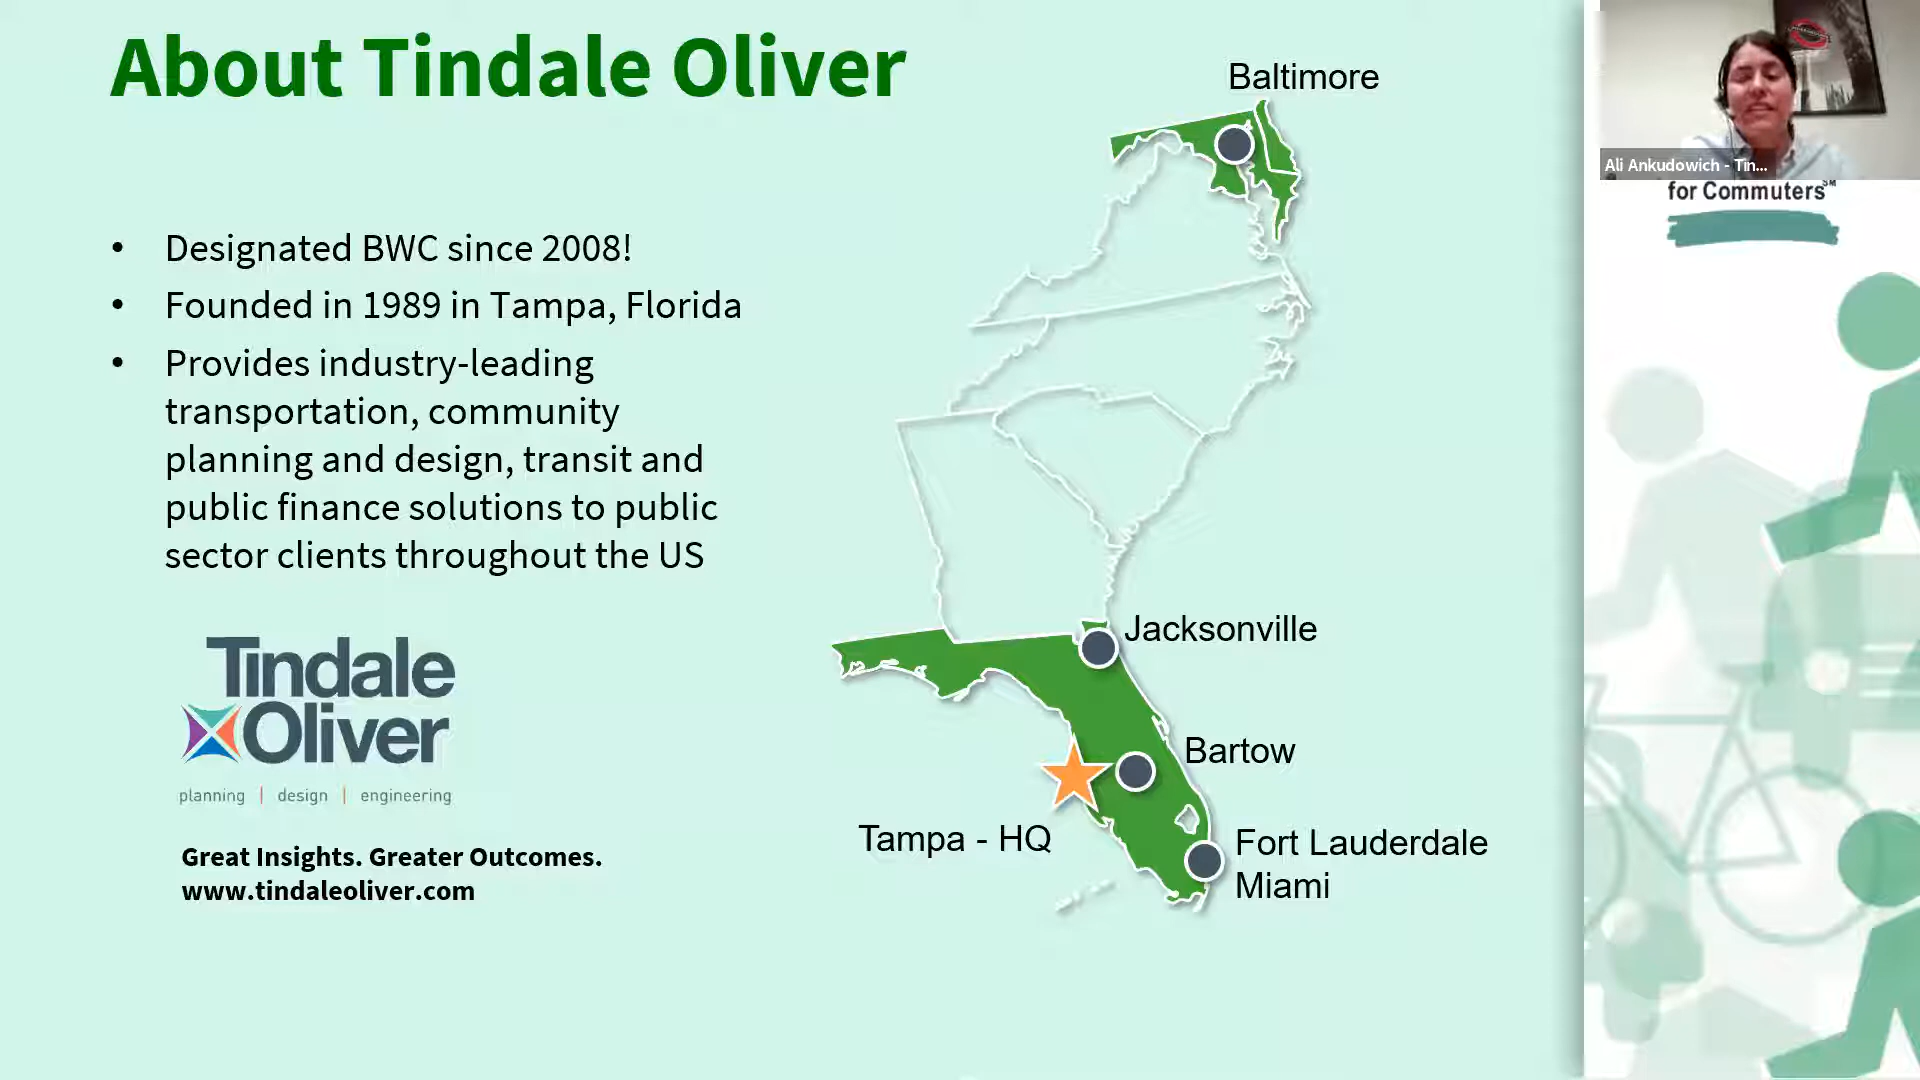 About Tindale Oliver
• Designated BWC since 2008!
• Founded in 1989 in Tampa, Florida
• Provides industry-leading
transportation, community
planning and design, transit and
public finance solutions to public
sector clients throughout the US
Tindale
Oliver
planning | design | engineering
Great Insights. Greater Outcomes.
www.tindaleoliver.com
Baltimore
Jacksonville
Bartow
Tampa - HQ
Fort Lauderdale
Miami
Ali Ankudowich - Tin...
for Commuters℠